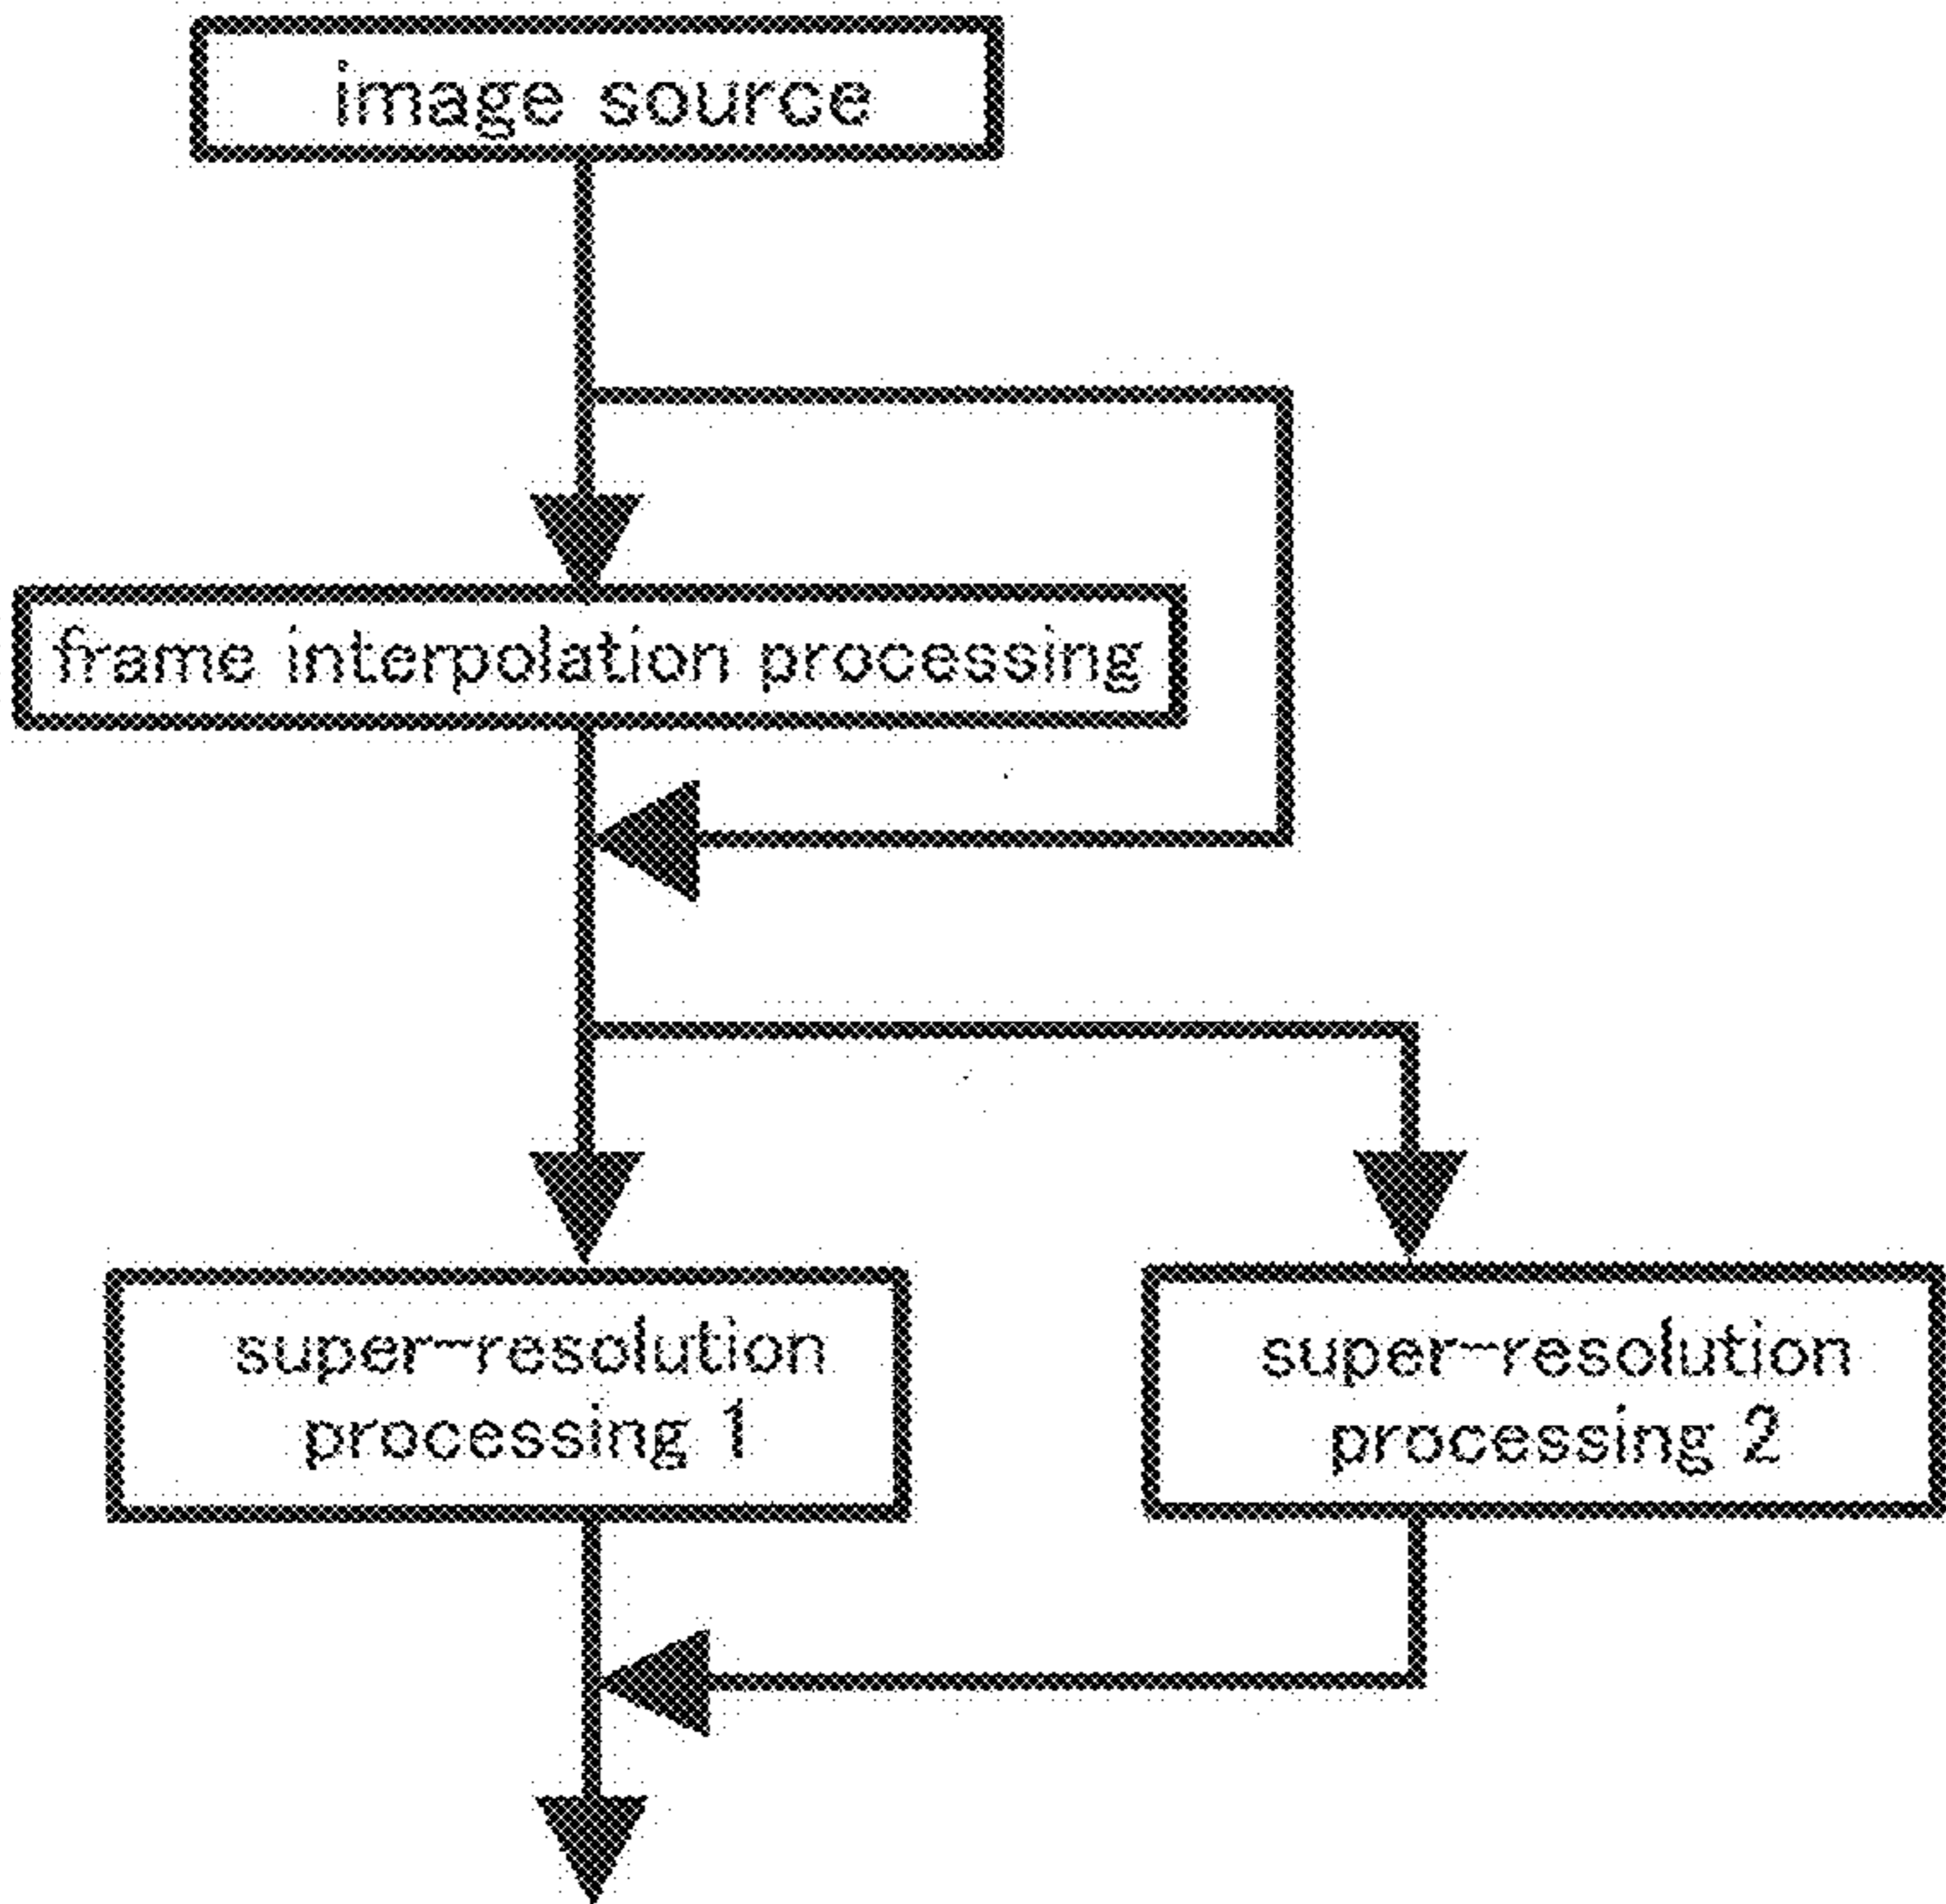 image source
frame interpolation processing
super-resolution
processing 1
super-resolution
processing 2